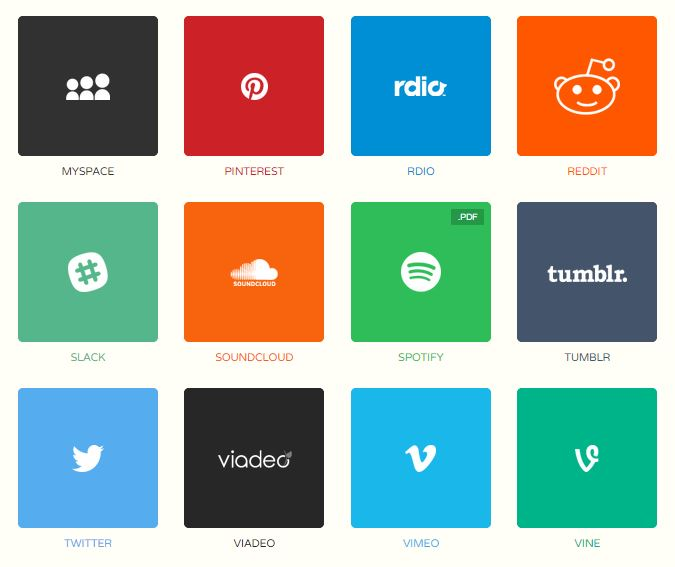 rdio
MYSPACE
PINTEREST
RDIO
REDDIT
.PDF
SOUNDCLOUD
tumblr.
SLACK
SOUNDCLOUD
SPOTIFY
TUMBLR
viadeo
TWITTER
VIADEO
VIMEO
VINE